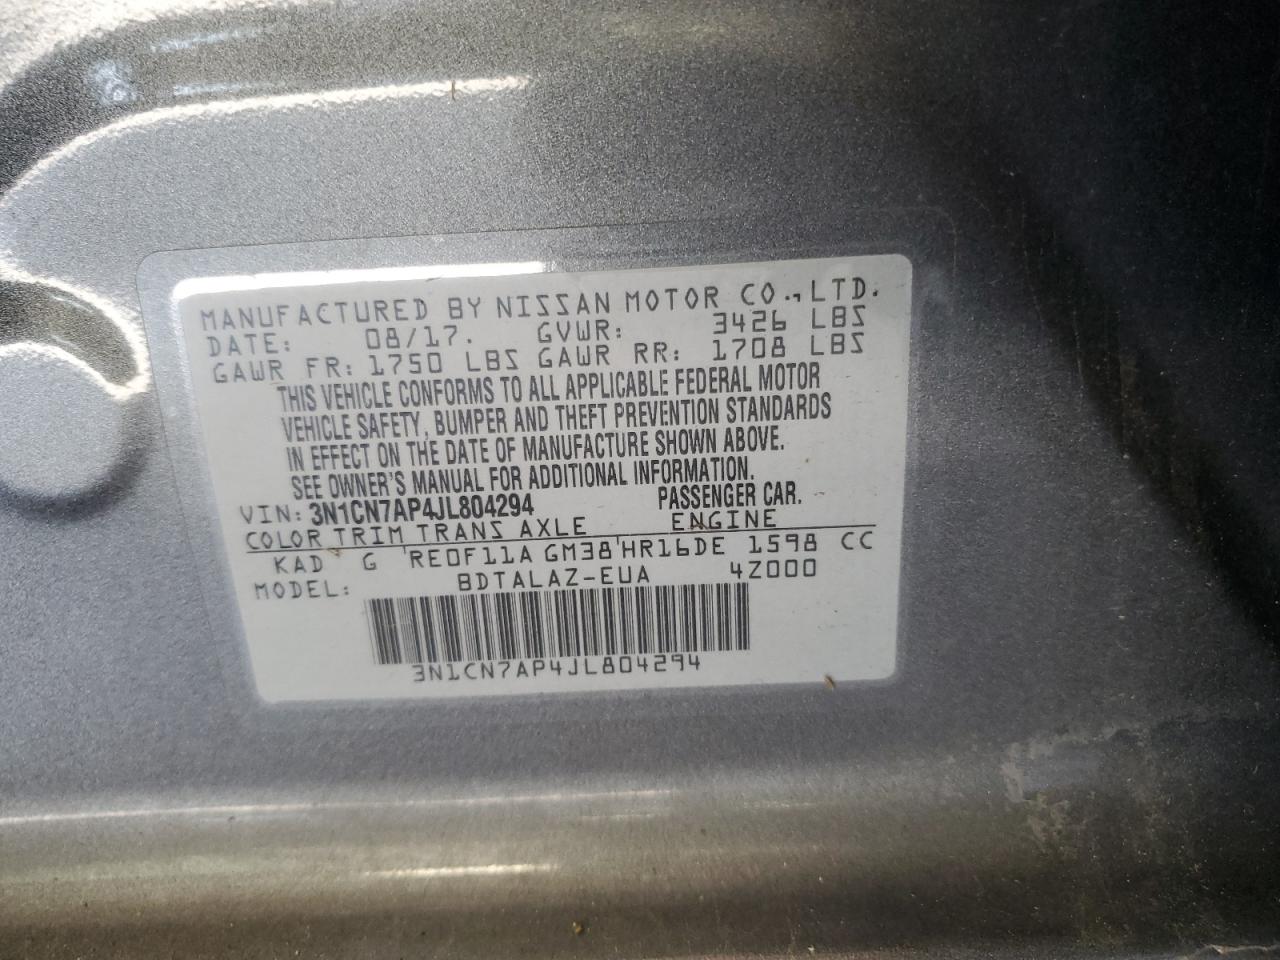 MANUFACTURED BY NISSAN MOTOR CO.,LTD.
DATE: 08/17. GVWR: 3426 LBS
GAWR FR: 1750 LBS GAWR RR: 1708 LBS
THIS VEHICLE CONFORMS TO ALL APPLICABLE FEDERAL MOTOR
VEHICLE SAFETY, BUMPER AND THEFT PREVENTION STANDARDS
IN EFFECT ON THE DATE OF MANUFACTURE SHOWN ABOVE.
SEE OWNER'S MANUAL FOR ADDITIONAL INFORMATION.
VIN: 3N1CN7AP4JL804294 PASSENGER CAR.
COLOR TRIM TRANS AXLE ENGINE
KAD G RE0F11A GM38 HR16DE 1598 CC
MODEL: BDTALAZ-EUA 4Z000
3N1CN7AP4JL804294